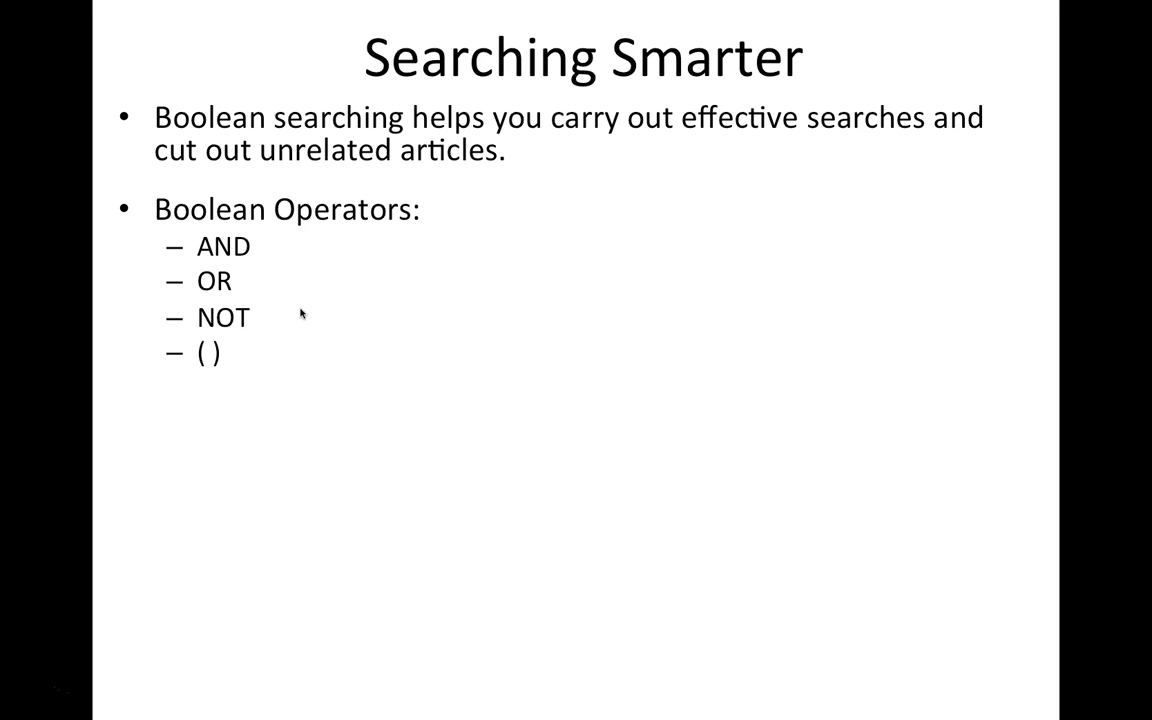 Searching Smarter
• Boolean searching helps you carry out effective searches and
cut out unrelated articles.
• Boolean Operators:
– AND
– OR
– NOT
– ( )